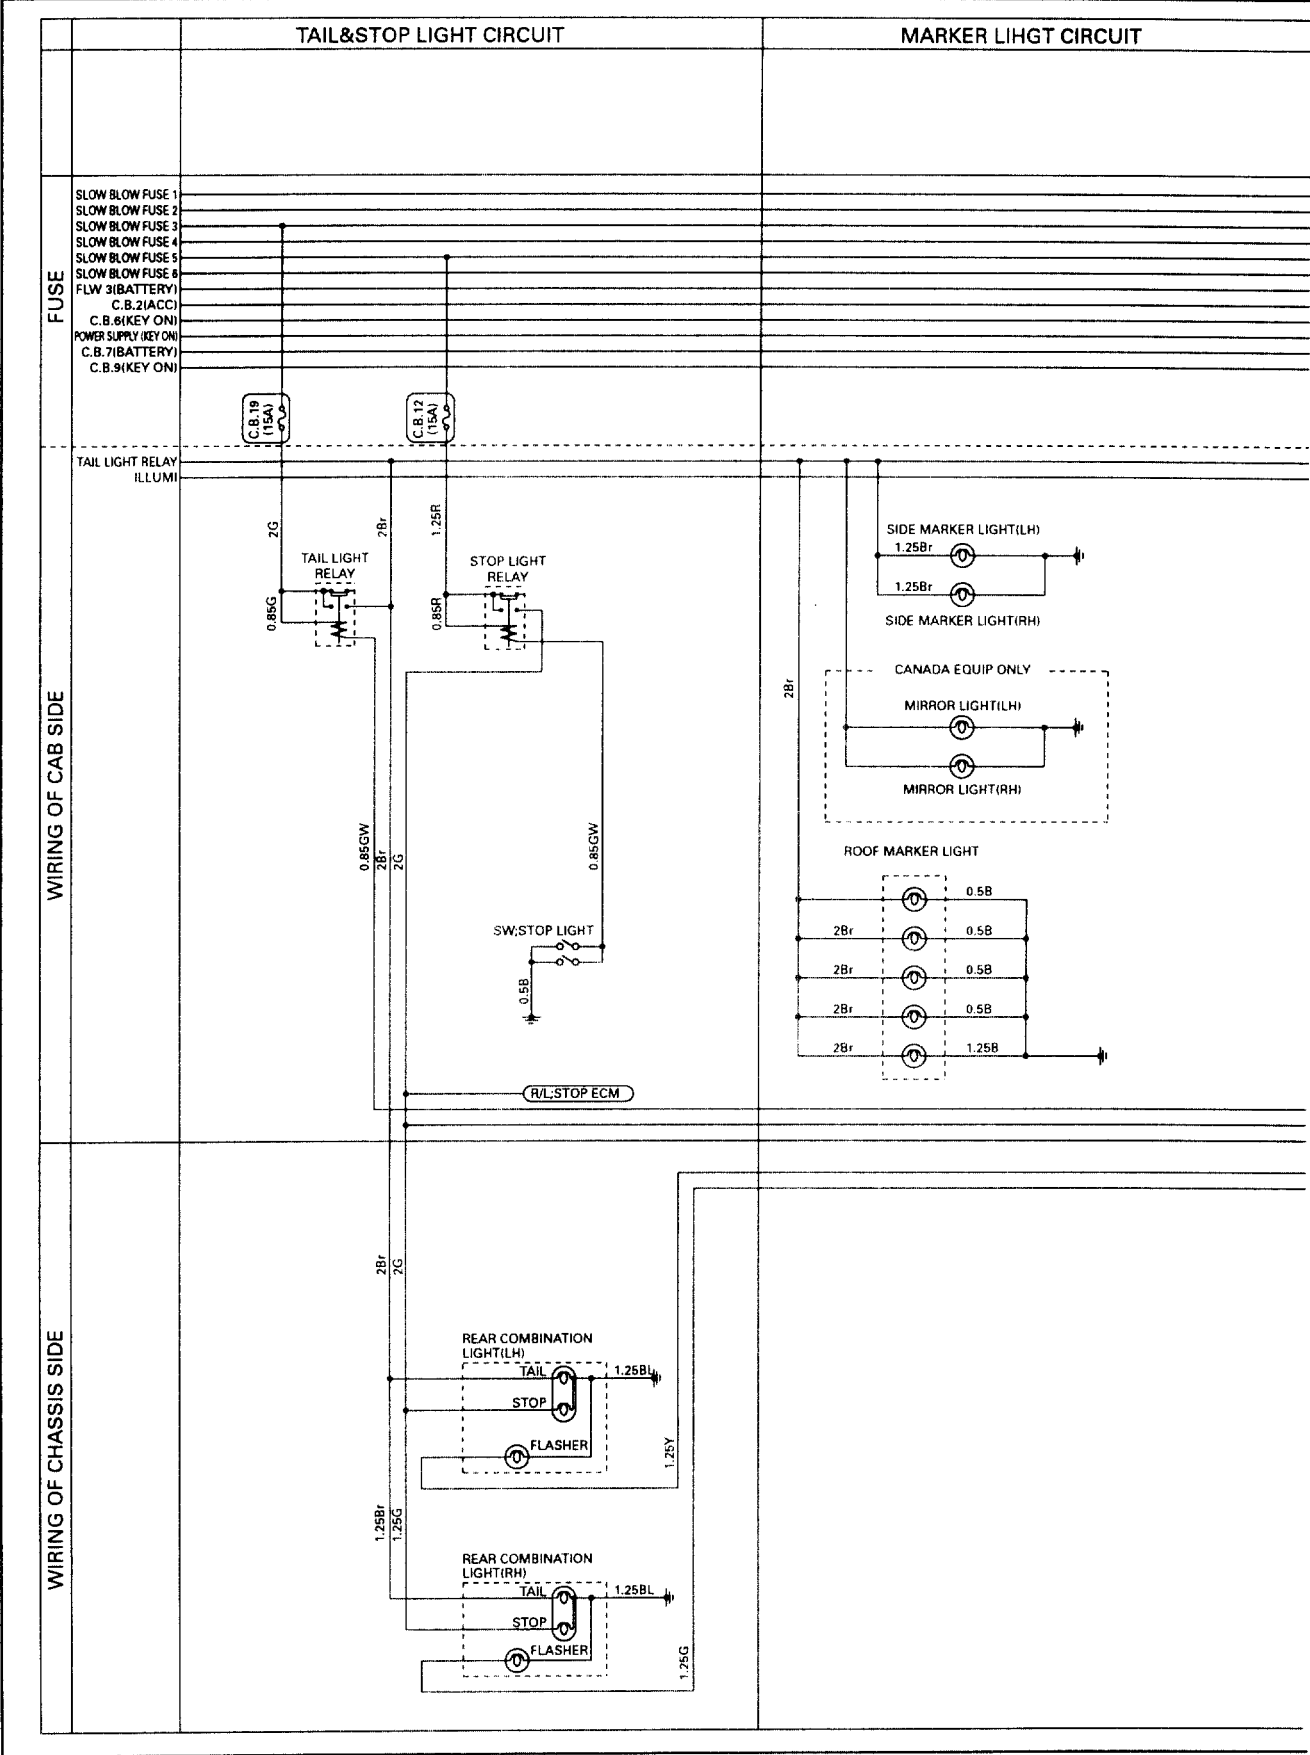 TAIL&STOP LIGHT CIRCUIT
MARKER LIHGT CIRCUIT
FUSE
SLOW BLOW FUSE 1
SLOW BLOW FUSE 2
SLOW BLOW FUSE 3
SLOW BLOW FUSE 4
SLOW BLOW FUSE 5
SLOW BLOW FUSE 6
FLW 3(BATTERY)
C.B.2(ACC)
C.B.6(KEY ON)
POWER SUPPLY (KEY ON)
C.B.7(BATTERY)
C.B.9(KEY ON)
C.B.19
(15A)
C.B.12
(15A)
WIRING OF CAB SIDE
TAIL LIGHT RELAY
ILLUMI
2G
2Br
1.25R
TAIL LIGHT
RELAY
STOP LIGHT
RELAY
0.85G
0.85R
SIDE MARKER LIGHT(LH)
1.25Br
1.25Br
SIDE MARKER LIGHT(RH)
2Br
CANADA EQUIP ONLY
MIRROR LIGHT(LH)
MIRROR LIGHT(RH)
0.85GW
2Br
2G
0.85GW
ROOF MARKER LIGHT
0.5B
2Br
0.5B
2Br
0.5B
2Br
0.5B
2Br
1.25B
SW;STOP LIGHT
0.5B
R/L;STOP ECM
WIRING OF CHASSIS SIDE
2Br
2G
REAR COMBINATION
LIGHT(LH)
TAIL
1.25BL
STOP
FLASHER
1.25Y
1.25Br
1.25G
REAR COMBINATION
LIGHT(RH)
TAIL
1.25BL
STOP
FLASHER
1.25G